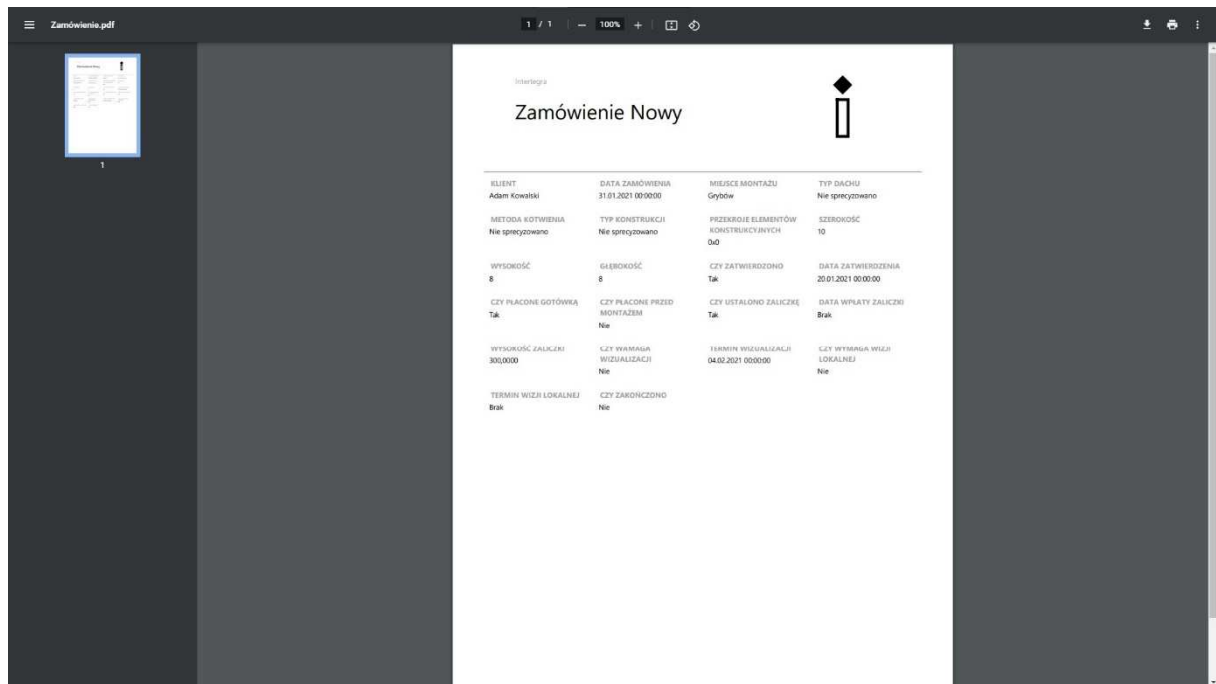 Zamówienie.pdf
1 / 1
100%
1
Interlegra
Zamówienie Nowy
KLIENT DATA ZAMÓWIENIA MIEJSCE MONTAŻU TYP DACHU
Adam Kowalski 31.01.2021 00:00:00 Grybów Nie sprecyzowano
METODA KOTWIENIA TYP KONSTRUKCJI PRZEKROJE ELEMENTÓW SZEROKOŚĆ
KONSTRUKCYJNYCH
Nie sprecyzowano Nie sprecyzowano 10
0x0
WYSOKOŚĆ GŁĘBOKOŚĆ CZY ZATWIERDZONO DATA ZATWIERDZENIA
8 8 Tak 20.01.2021 00:00:00
CZY PŁACONE GOTÓWKĄ CZY PŁACONE PRZED CZY USTALONO ZALICZKĘ DATA WPŁATY ZALICZKI
Tak MONTAŻEM Tak Brak
Nie
WYSOKOŚĆ ZALICZKI CZY WAMAGA TERMIN WIZUALIZACJI CZY WYMAGA WIZJI
300,0000 WIZUALIZACJI 04.02.2021 00:00:00 LOKALNEJ
Nie Nie
TERMIN WIZJI LOKALNEJ CZY ZAKOŃCZONO
Brak Nie